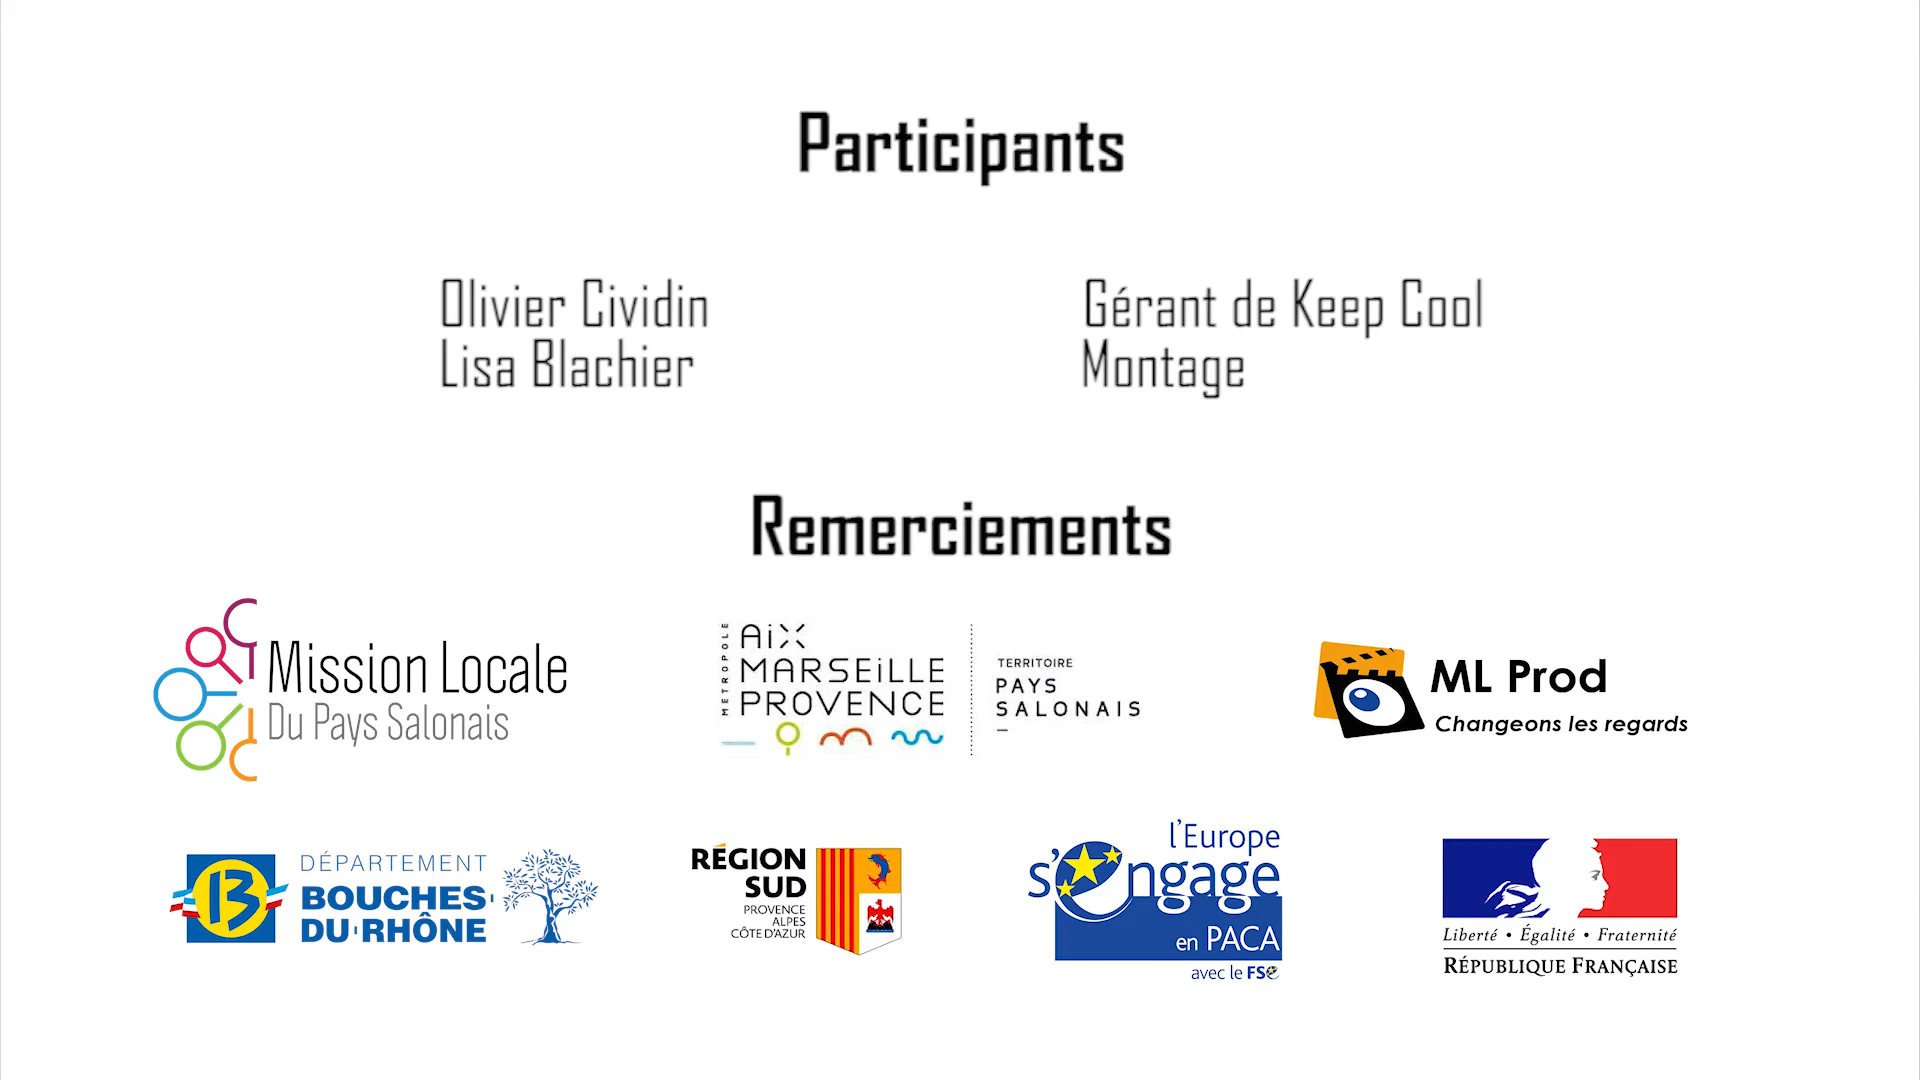 Participants
Olivier Cividin
Gérant de Keep Cool
Lisa Blachier
Montage
Remerciements
Mission Locale
Du Pays Salonais
MÉTROPOLE
AiX
MARSEiLLE
PROVENCE
TERRITOIRE
PAYS
SALONAIS
ML Prod
Changeons les regards
13
DÉPARTEMENT
BOUCHES-
DU-RHÔNE
RÉGION
SUD
PROVENCE
ALPES
CÔTE D'AZUR
l'Europe
s'engage
en PACA
avec le FSE
Liberté • Égalité • Fraternité
RÉPUBLIQUE FRANÇAISE